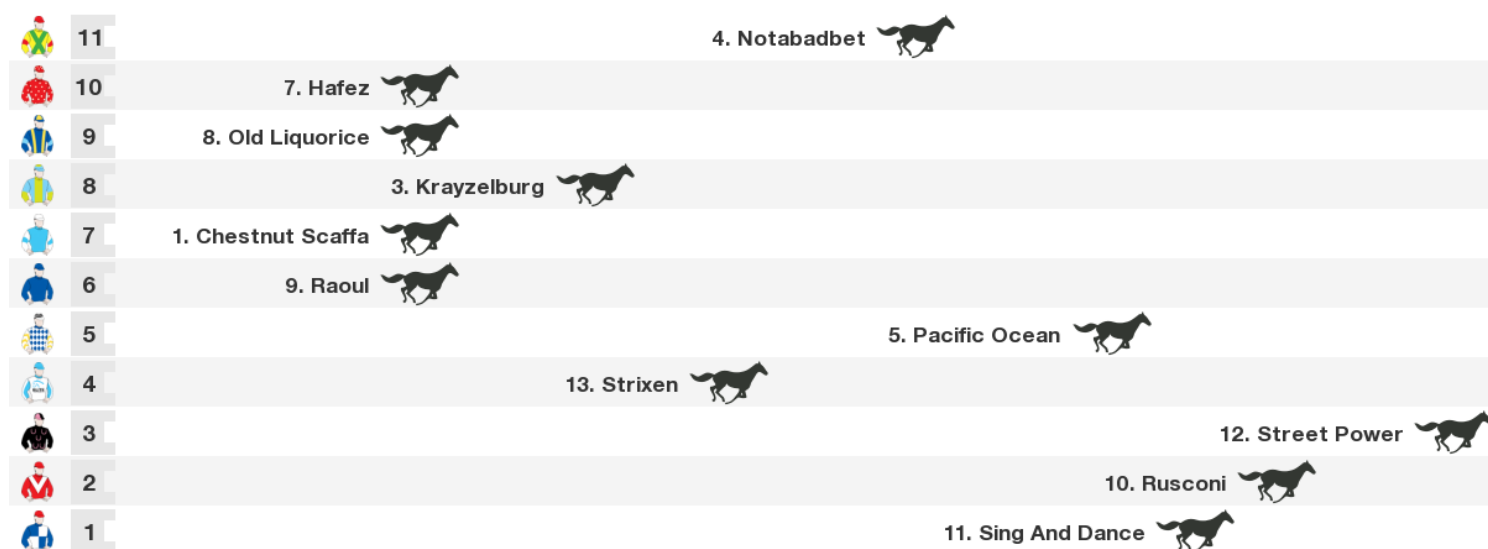 11 4. Notabadbet
10 7. Hafez
9 8. Old Liquorice
8 3. Krayzelburg
7 1. Chestnut Scaffa
6 9. Raoul
5 5. Pacific Ocean
4 13. Strixen
3 12. Street Power
2 10. Rusconi
1 11. Sing And Dance